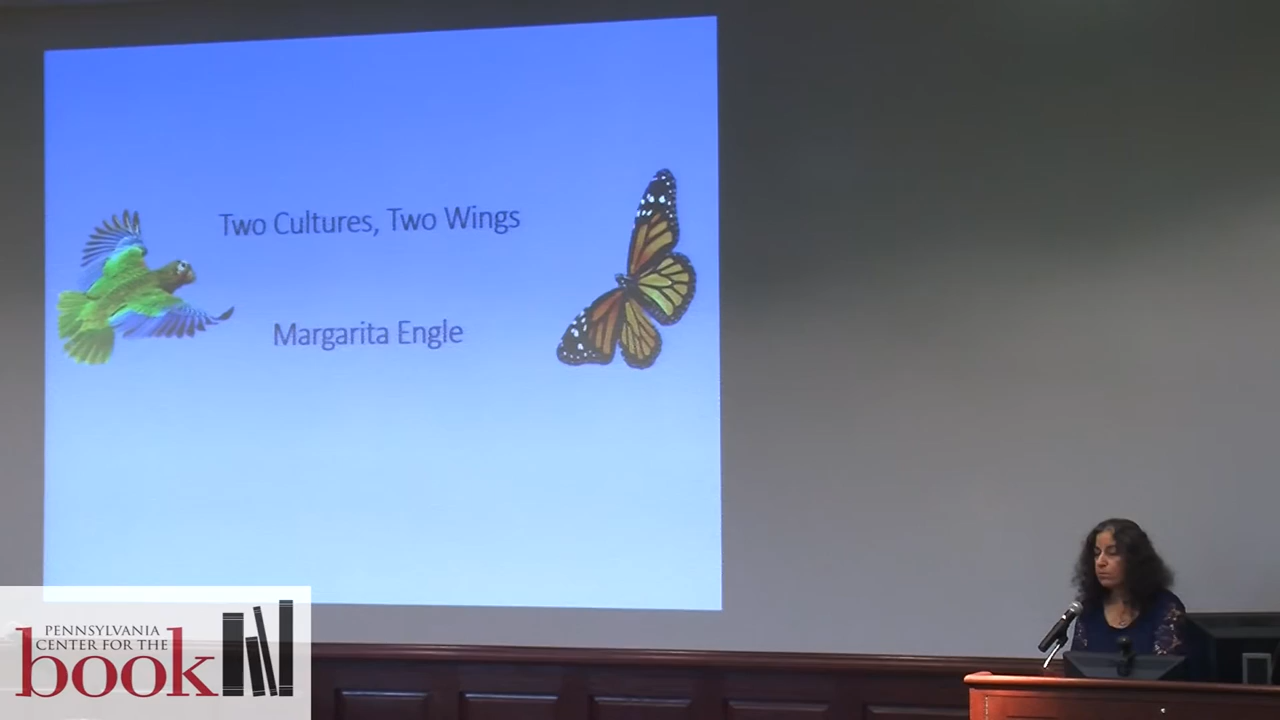 Two Cultures, Two Wings
Margarita Engle
PENNSYLVANIA
CENTER FOR THE
book